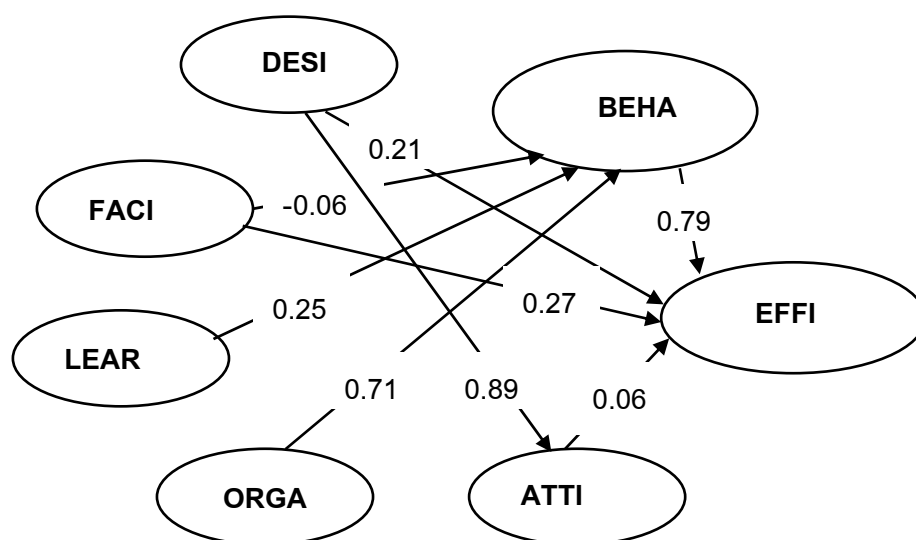 DESI
BEHA
0.21
FACI
-0.06
0.79
0.25
0.27
EFFI
LEAR
0.71
0.89
0.06
ORGA
ATTI